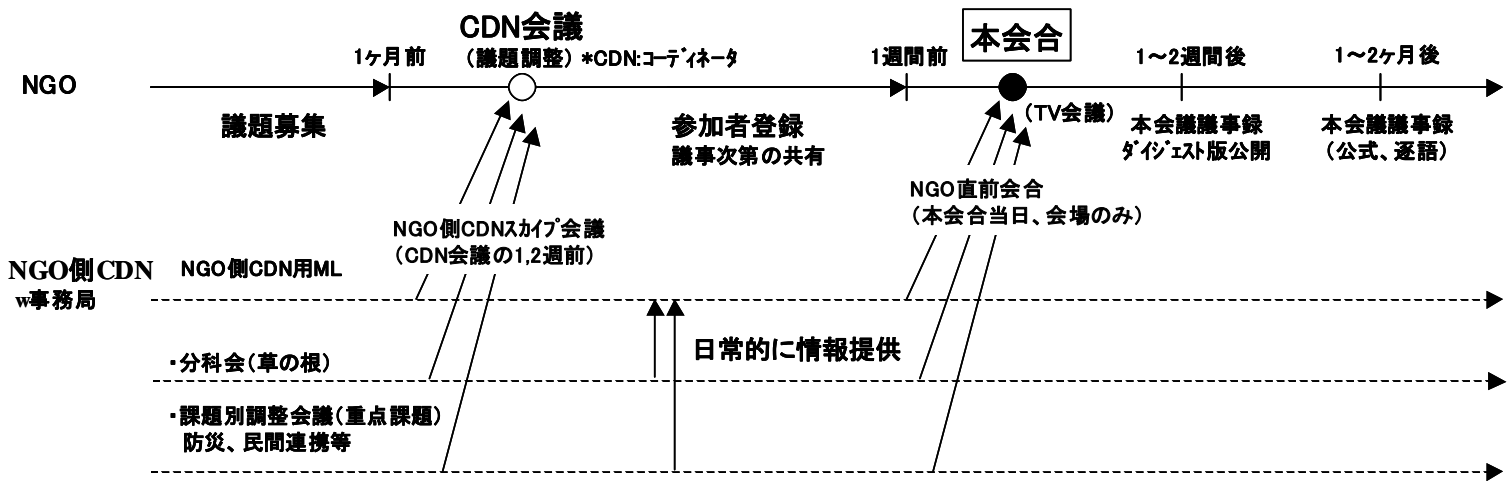 CDN会議
(議題調整) *CDN:コーディネータ
1ヶ月前
1週間前
本会合
1~2週間後
1~2ヶ月後
NGO
(TV会議)
議題募集
参加者登録
議事次第の共有
本会議議事録
ダイジェスト版公開
本会議議事録
(公式、逐語)
NGO直前会合
(本会合当日、会場のみ)
NGO側CDNスカイプ会議
(CDN会議の1,2週前)
NGO側CDN
w事務局
NGO側CDN用ML
日常的に情報提供
・分科会(草の根)
・課題別調整会議(重点課題)
防災、民間連携等